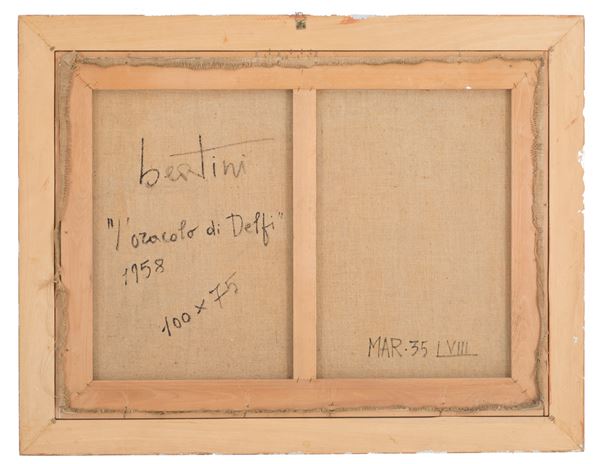 bertini
"l'oracolo di Delfi"
1958
100 x 75
MAR. 35 LVIII